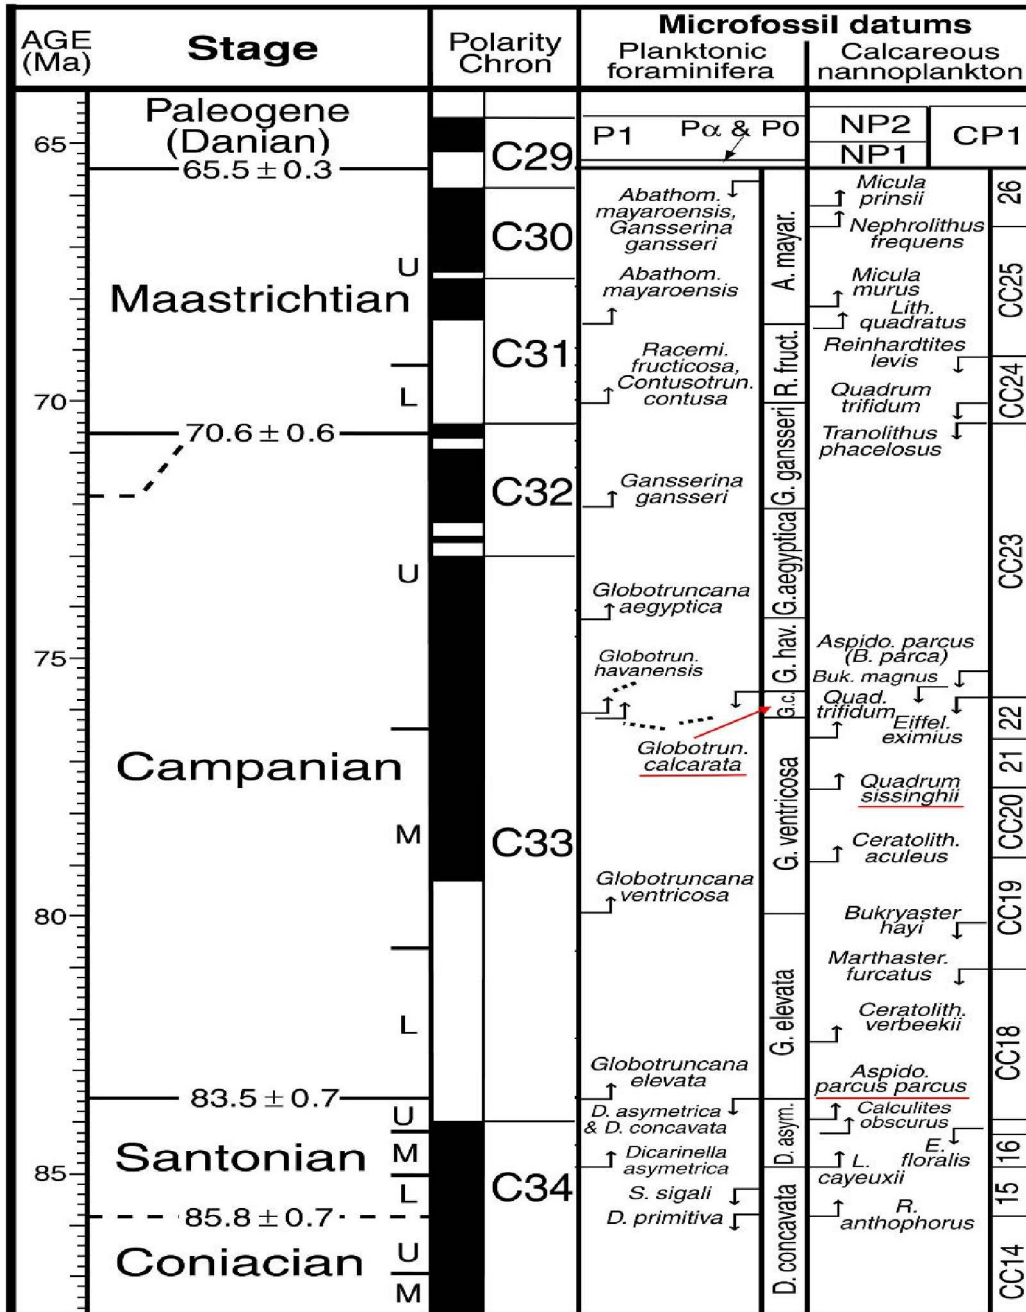 AGE
(Ma)
Stage
Polarity
Chron
Microfossil datums
Planktonic
foraminifera
Calcareous
nannoplankton
65
70
75
80
85
Paleogene
(Danian)
65.5 ± 0.3
Maastrichtian
U
L
70.6 ± 0.6
Campanian
U
M
L
83.5 ± 0.7
Santonian
U
M
L
85.8 ± 0.7
Coniacian
U
M
C29
C30
C31
C32
C33
C34
P1
Pα & P0
Abathom.
mayaroensis,
Gansserina
gansseri
Abathom.
mayaroensis
Racemi.
fructicosa,
Contusotrun.
contusa
Gansserina
gansseri
Globotruncana
aegyptica
Globotrun.
havanensis
Globotrun.
calcarata
Globotruncana
ventricosa
Globotruncana
elevata
D. asymetrica
& D. concavata
Dicarinella
asymetrica
S. sigali
D. primitiva
A. mayar.
R. fruct.
G. gansseri
G.aegyptica
G. hav.
G.c.
G. ventricosa
G. elevata
D. asym.
D. concavata
NP2
NP1
CP1
Micula
prinsii
Nephrolithus
frequens
Micula
murus
Lith.
quadratus
Reinhardtites
levis
Quadrum
trifidum
Tranolithus
phacelosus
Aspido. parcus
(B. parca)
Buk. magnus
Quad.
trifidum
Eiffel.
eximius
Quadrum
sissinghii
Ceratolith.
aculeus
Bukryaster
hayi
Marthaster.
furcatus
Ceratolith.
verbeekii
Aspido.
parcus parcus
Calculites
obscurus
E.
floralis
L.
cayeuxii
R.
anthophorus
26
CC25
CC24
CC23
22
21
CC20
CC19
CC18
16
15
CC14